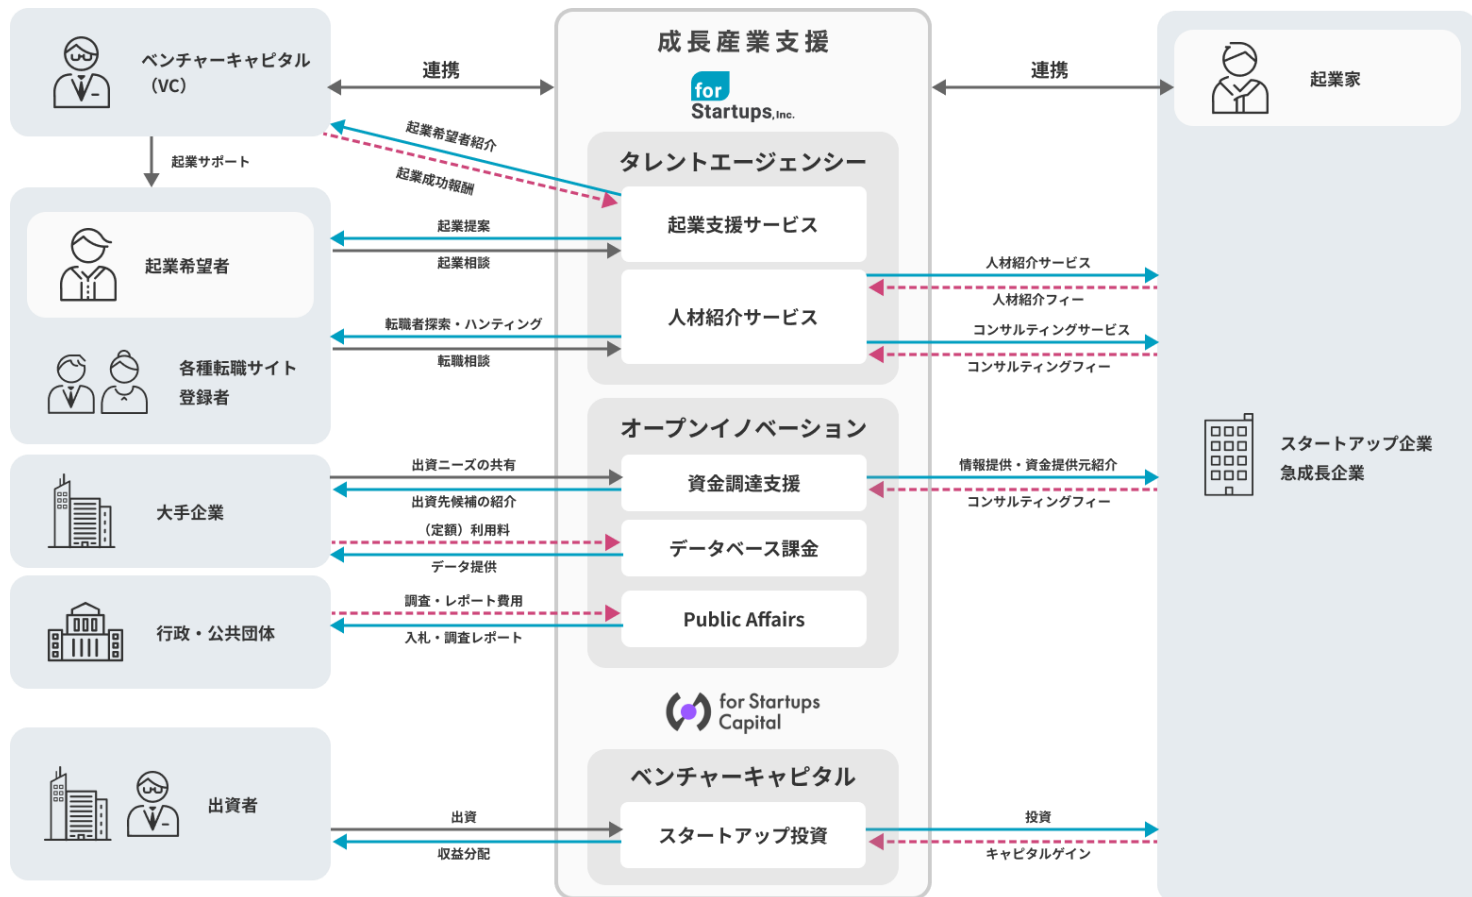 ベンチャーキャピタル
（VC）
起業サポート
起業希望者
各種転職サイト
登録者
大手企業
行政・公共団体
出資者
連携
起業希望者紹介
起業成功報酬
起業提案
起業相談
転職者探索・ハンティング
転職相談
出資ニーズの共有
出資先候補の紹介
（定額）利用料
データ提供
調査・レポート費用
入札・調査レポート
出資
収益分配
成長産業支援
for
Startups,Inc.
タレントエージェンシー
起業支援サービス
人材紹介サービス
オープンイノベーション
資金調達支援
データベース課金
Public Affairs
for Startups
Capital
ベンチャーキャピタル
スタートアップ投資
連携
人材紹介サービス
人材紹介フィー
コンサルティングサービス
コンサルティングフィー
情報提供・資金提供元紹介
コンサルティングフィー
投資
キャピタルゲイン
起業家
スタートアップ企業
急成長企業